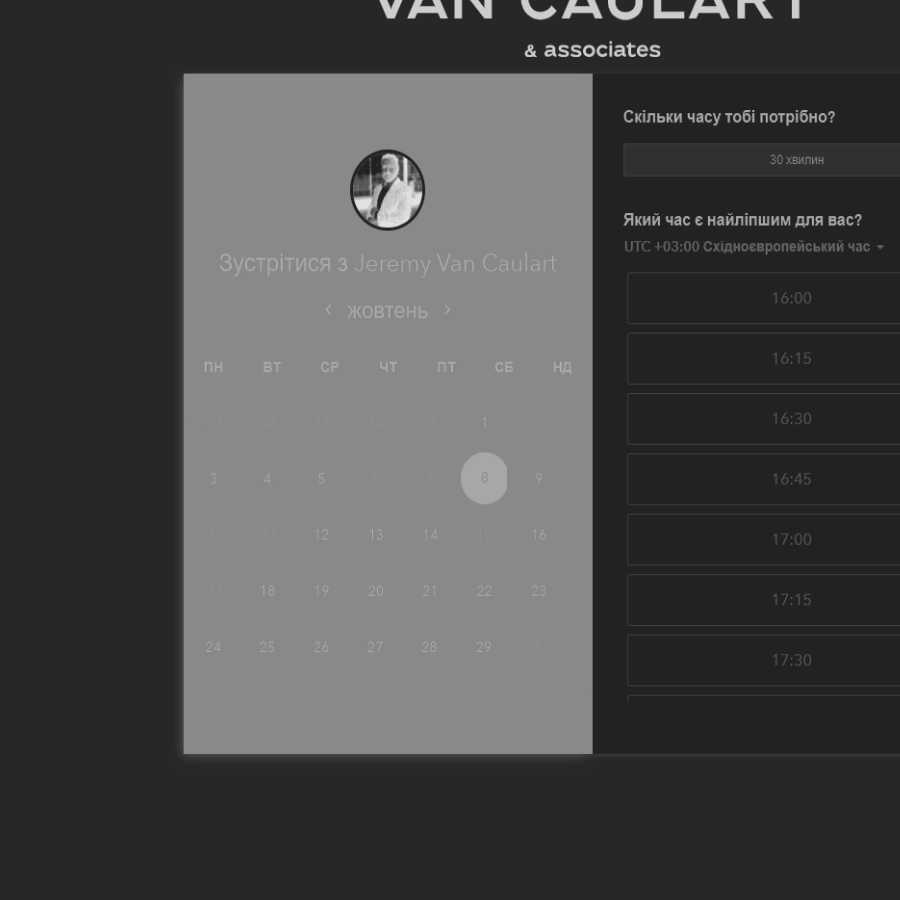 VAN CAULART
& associates
Зустрітися з Jeremy Van Caulart
жовтень
ПН ВТ СР ЧТ ПТ СБ НД
27 28 29 30 31 1 2
3 4 5 6 7 8 9
10 11 12 13 14 15 16
17 18 19 20 21 22 23
24 25 26 27 28 29
Скільки часу тобі потрібно?
30 хвилин
Який час є найліпшим для вас?
UTC +03:00 Східноєвропейський час
16:00
16:15
16:30
16:45
17:00
17:15
17:30